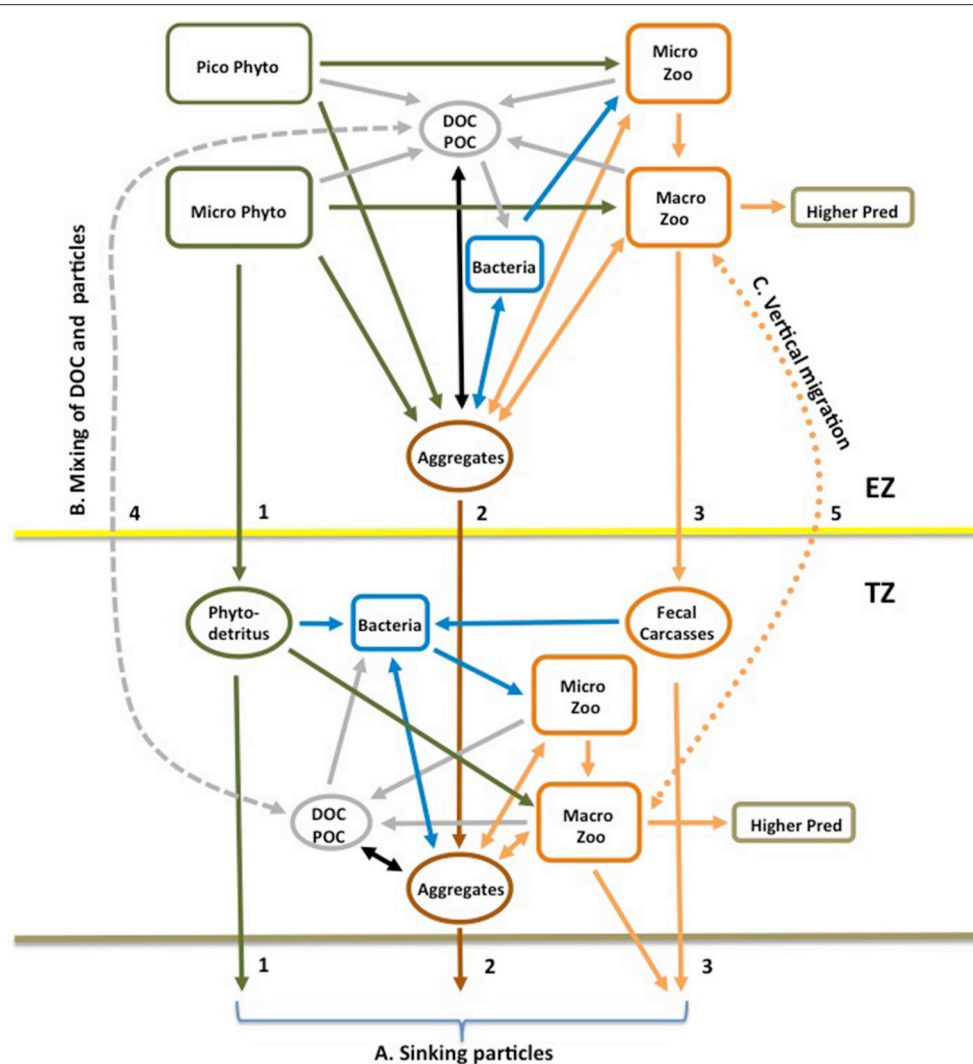 Pico Phyto
Micro
Zoo
DOC
POC
Micro Phyto
Macro
Zoo
Higher Pred
Bacteria
B. Mixing of DOC and particles
C. Vertical migration
Aggregates
EZ
4
1
2
3
5
TZ
Phyto-
detritus
Bacteria
Fecal
Carcasses
Micro
Zoo
DOC
POC
Macro
Zoo
Higher Pred
Aggregates
1
2
3
A. Sinking particles